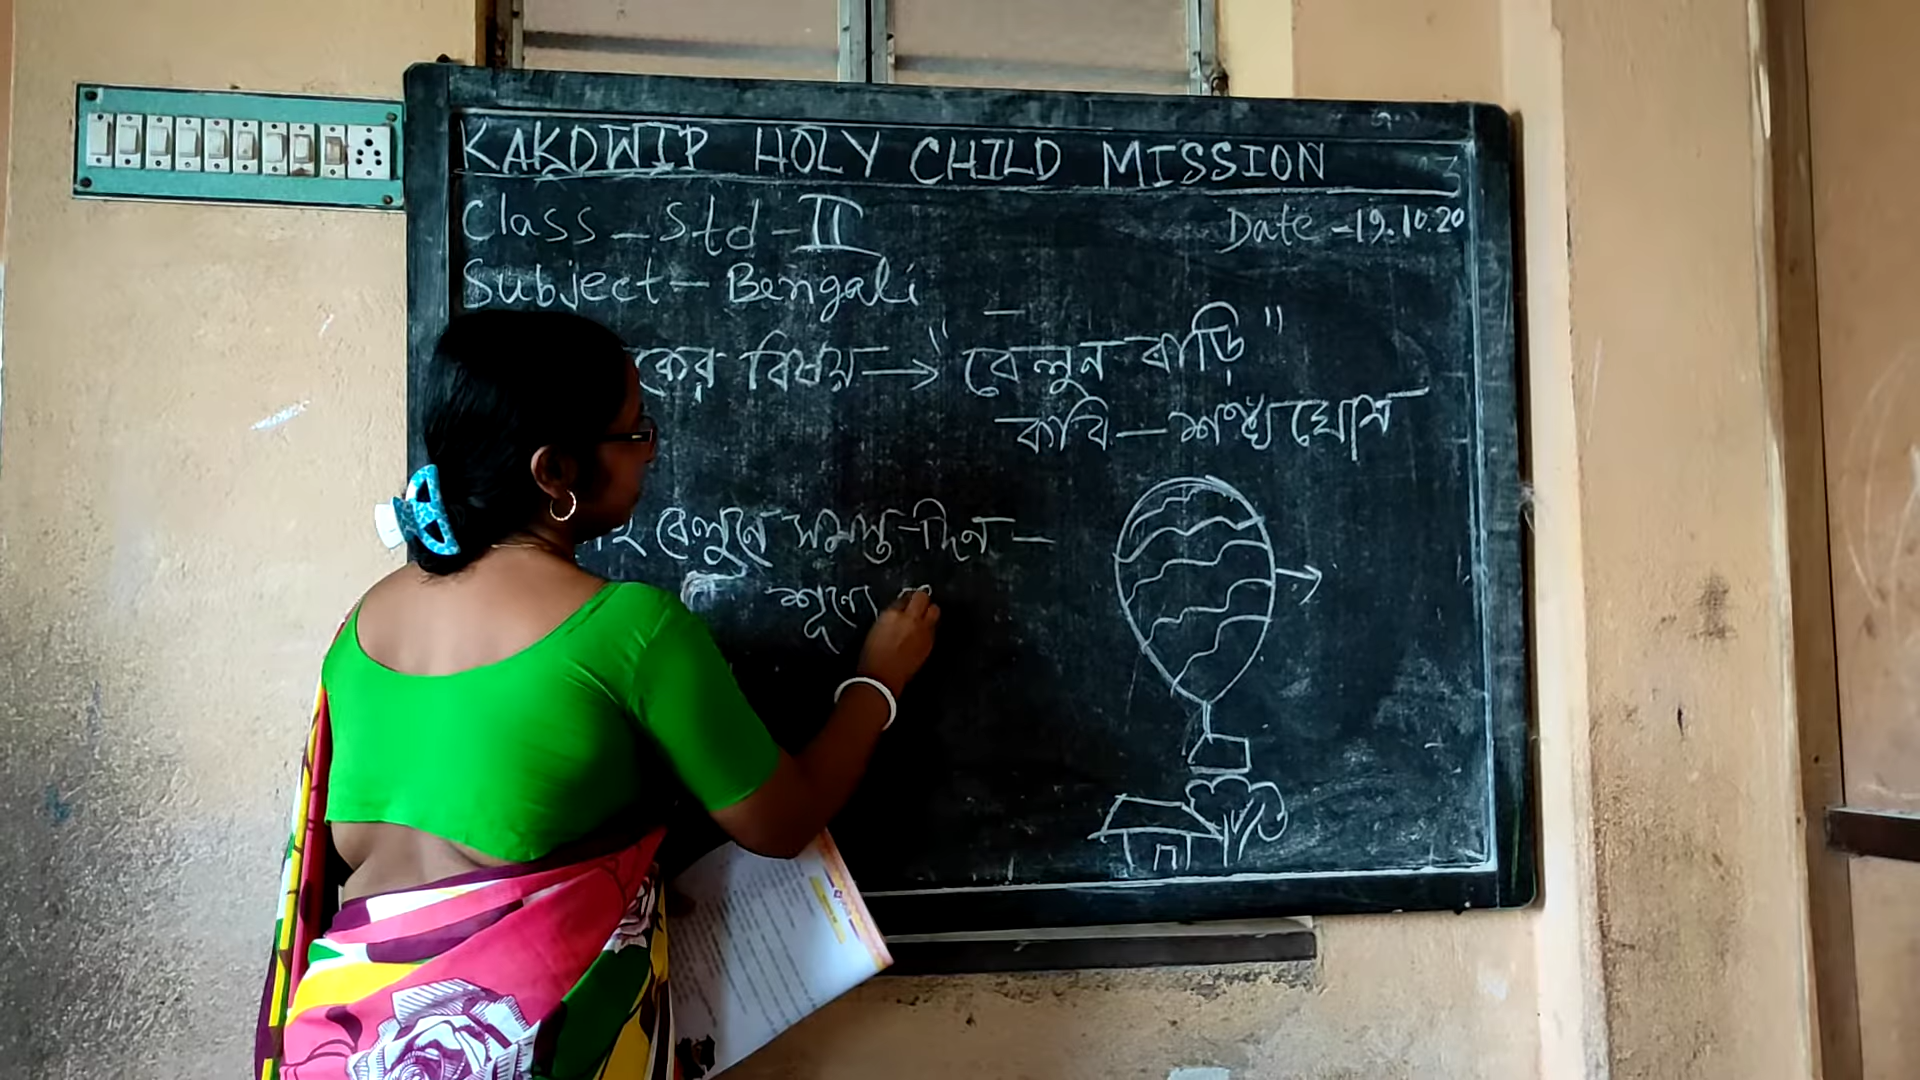 KAKDWIP HOLY CHILD MISSION
Class - Std - II
Date - 19.10.20
Subject - Bengali
কের বিষয় → "বেলুন বাড়ি"
কবি - শঙ্খ ঘোষ
বেলুনে সমস্ত-দিন -
শূন্যে